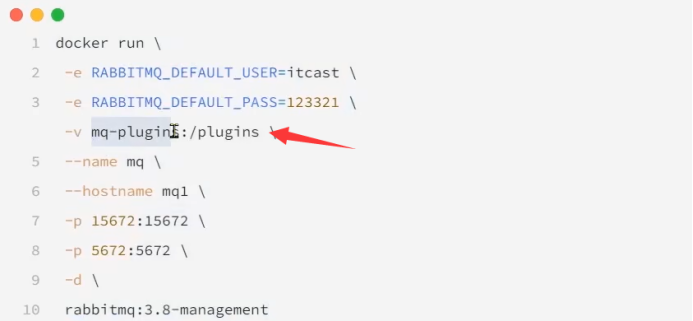 1 docker run \
2 -e RABBITMQ_DEFAULT_USER=itcast \
3 -e RABBITMQ_DEFAULT_PASS=123321 \
-v mq-plugins:/plugins \
5 --name mq \
6 --hostname mq1 \
7 -p 15672:15672 \
8 -p 5672:5672 \
9 -d \
10 rabbitmq:3.8-management